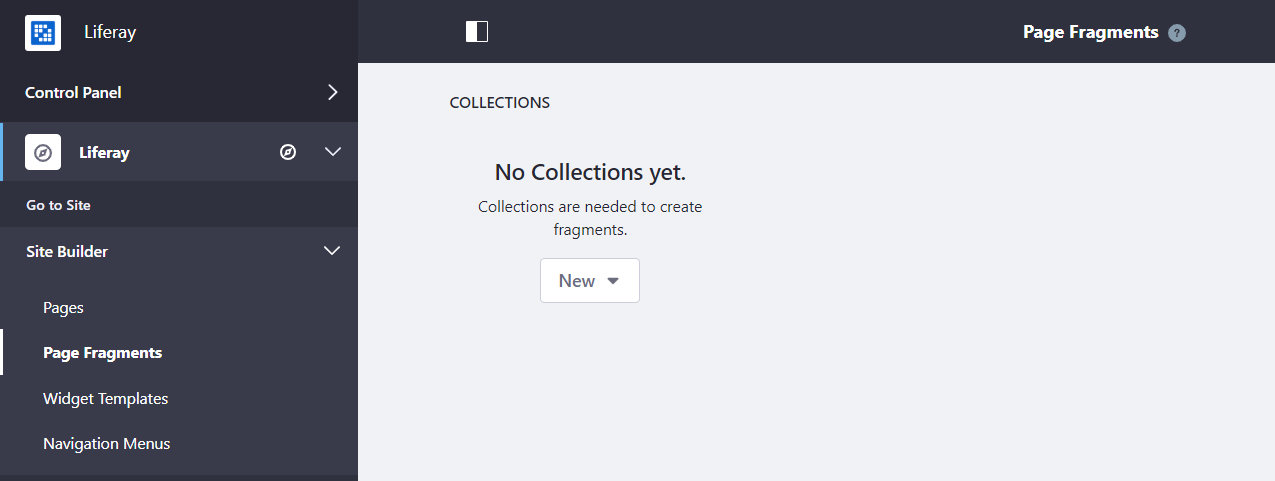 Liferay
Page Fragments ?
Control Panel
COLLECTIONS
Liferay
No Collections yet.
Go to Site
Collections are needed to create
fragments.
Site Builder
New
Pages
Page Fragments
Widget Templates
Navigation Menus